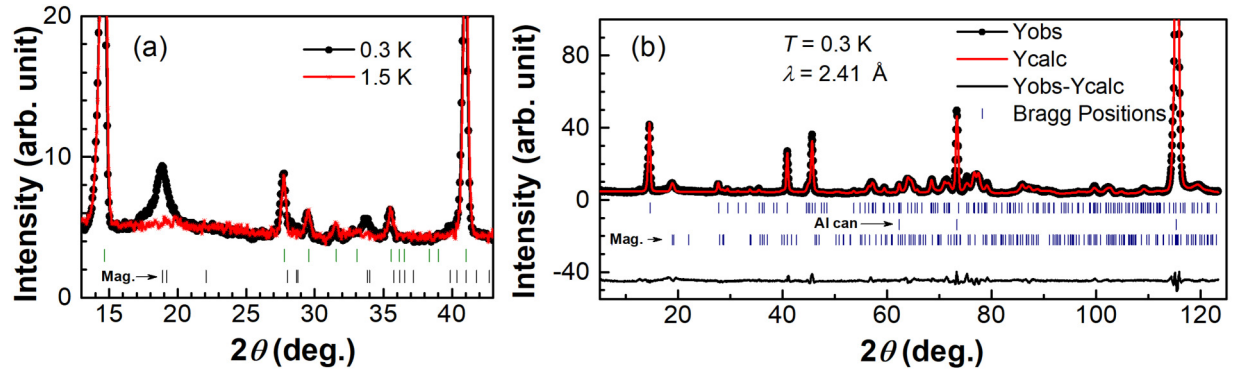 20
10
0
Intensity (arb. unit)
(a)
0.3 K
1.5 K
Mag.
15 20 25 30 35 40
2θ (deg.)
80
40
0
-40
Intensity (arb. unit)
(b)
T = 0.3 K
λ = 2.41 Å
Yobs
Ycalc
Yobs-Ycalc
Bragg Positions
Al can
Mag.
20 40 60 80 100 120
2θ (deg.)